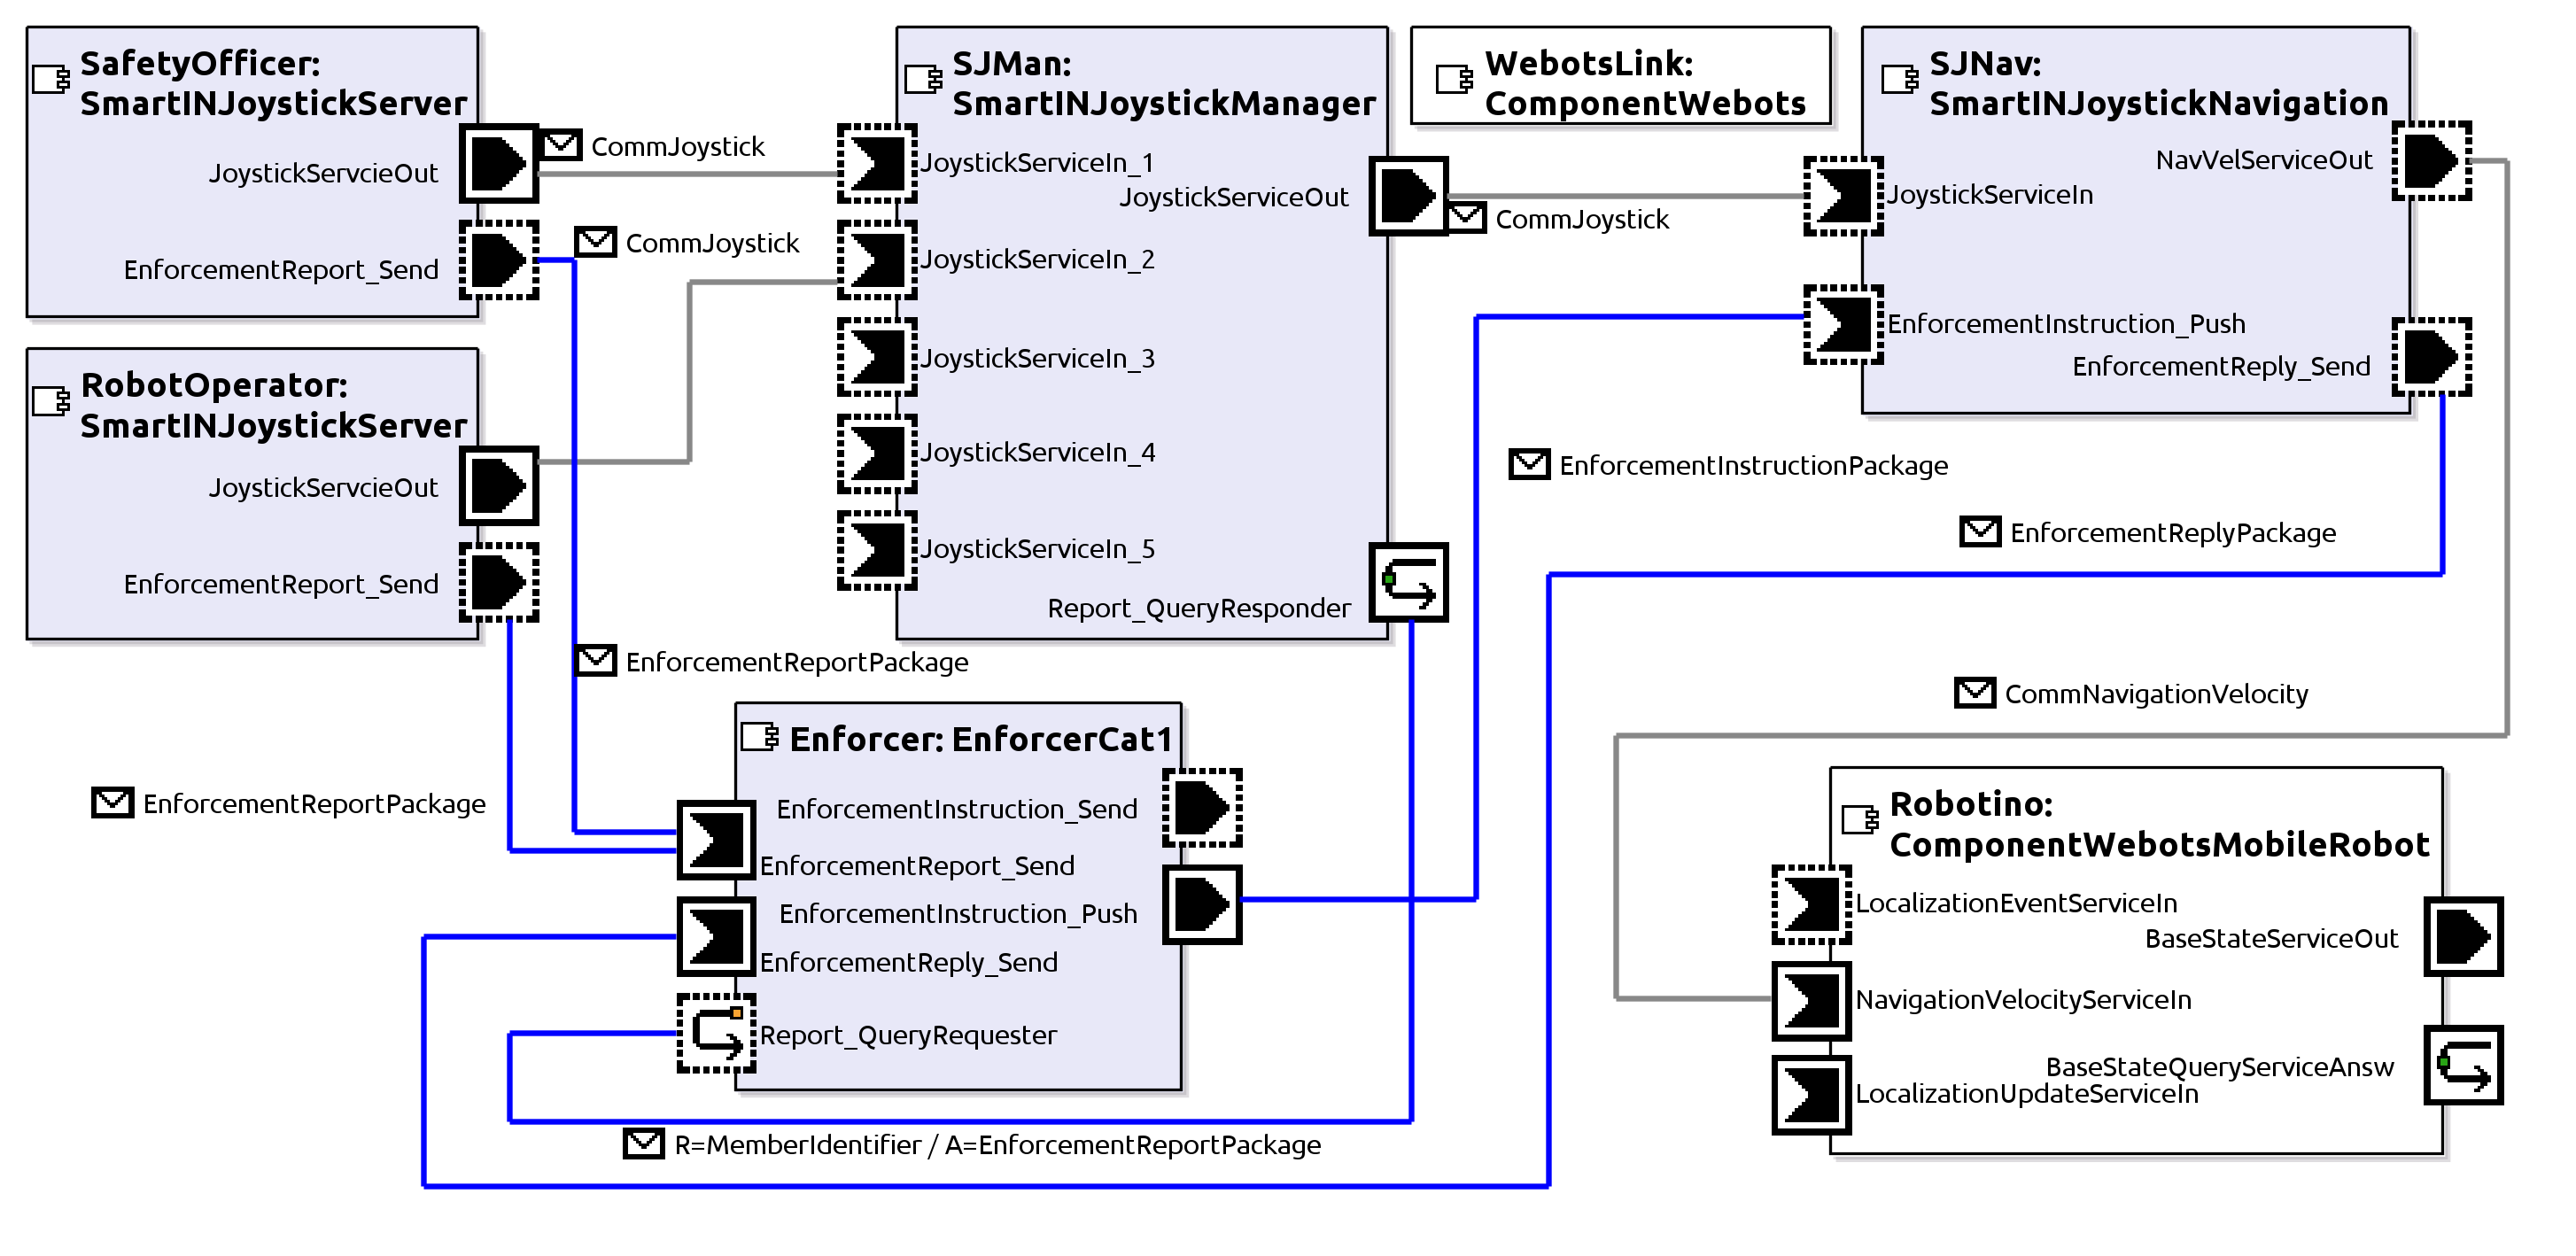 SafetyOfficer:
SmartINJoystickServer
JoystickServcieOut
EnforcementReport_Send
CommJoystick
CommJoystick
RobotOperator:
SmartINJoystickServer
JoystickServcieOut
EnforcementReport_Send
EnforcementReportPackage
EnforcementReportPackage
SJMan:
SmartINJoystickManager
JoystickServiceIn_1
JoystickServiceOut
JoystickServiceIn_2
JoystickServiceIn_3
JoystickServiceIn_4
JoystickServiceIn_5
Report_QueryResponder
WebotsLink:
ComponentWebots
CommJoystick
SJNav:
SmartINJoystickNavigation
NavVelServiceOut
JoystickServiceIn
EnforcementInstruction_Push
EnforcementReply_Send
EnforcementInstructionPackage
EnforcementReplyPackage
CommNavigationVelocity
Enforcer: EnforcerCat1
EnforcementInstruction_Send
EnforcementReport_Send
EnforcementInstruction_Push
EnforcementReply_Send
Report_QueryRequester
R=MemberIdentifier / A=EnforcementReportPackage
Robotino:
ComponentWebotsMobileRobot
LocalizationEventServiceIn
BaseStateServiceOut
NavigationVelocityServiceIn
BaseStateQueryServiceAnsw
LocalizationUpdateServiceIn